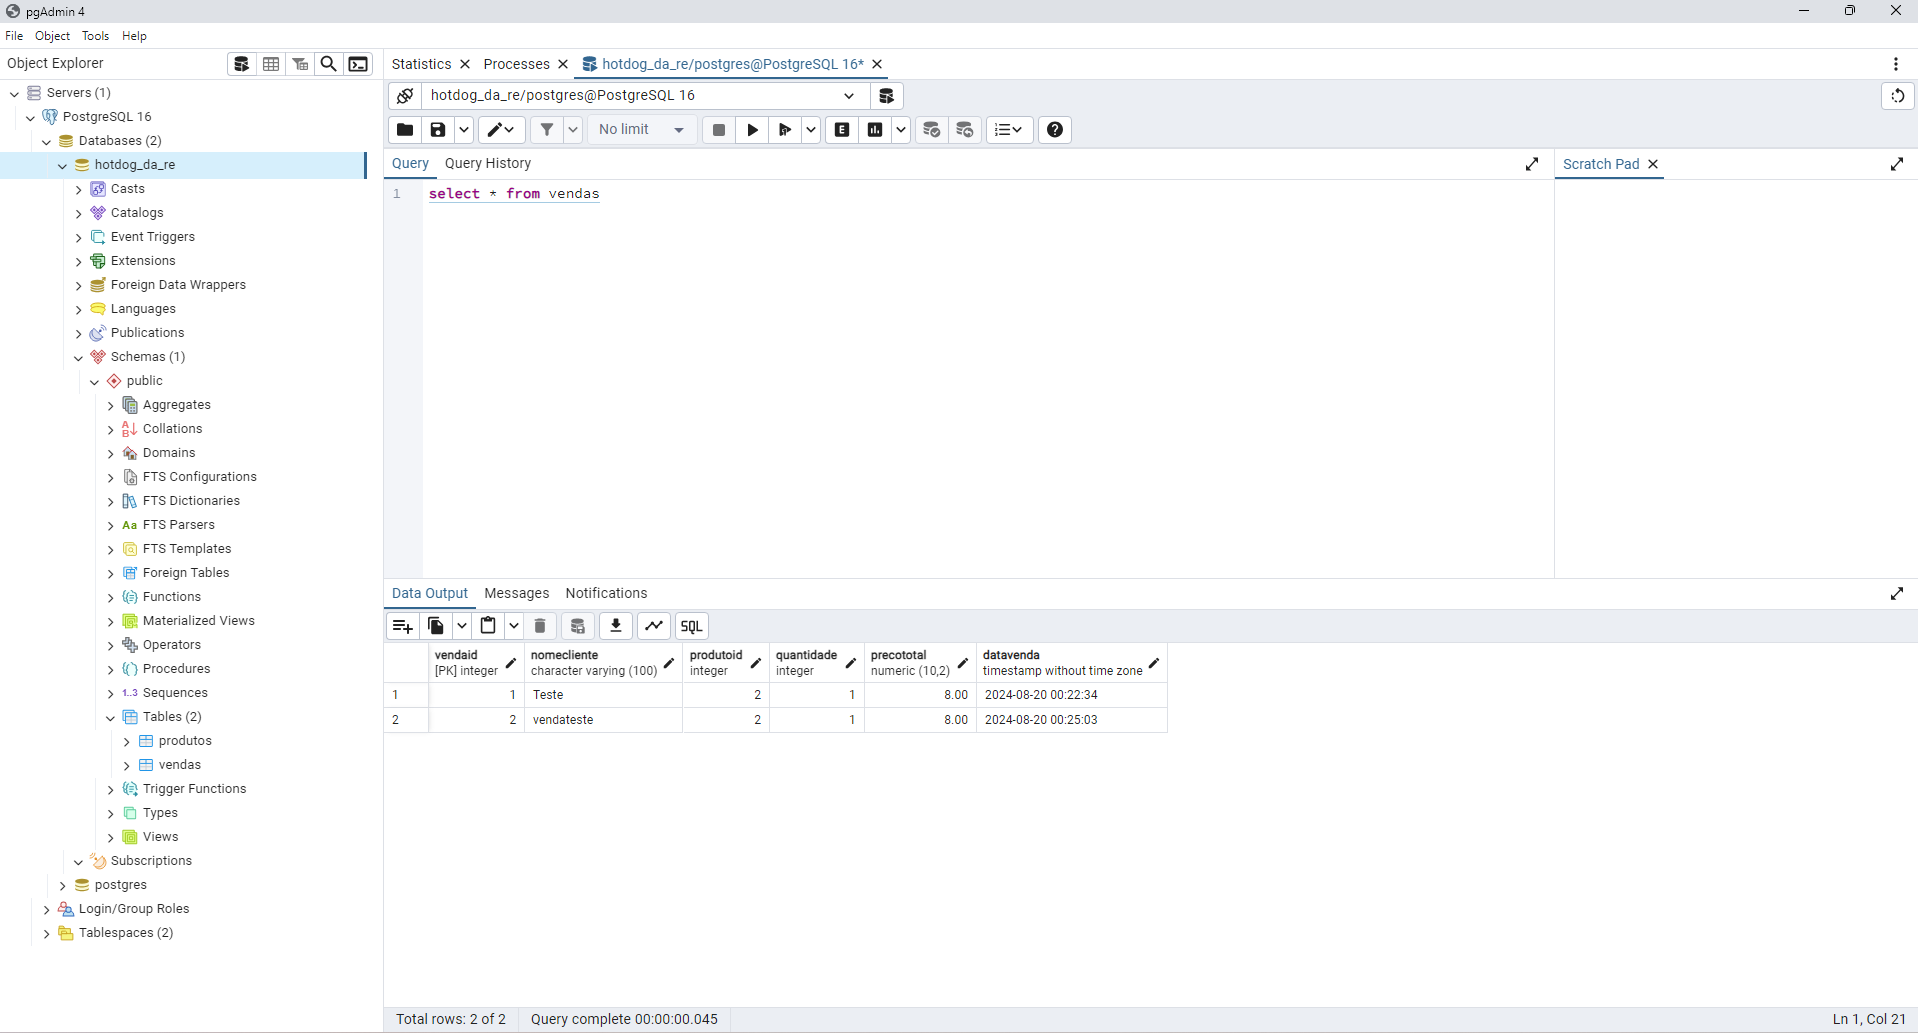 pgAdmin 4
File Object Tools Help
Object Explorer
Statistics Processes hotdog_da_re/postgres@PostgreSQL 16*
hotdog_da_re/postgres@PostgreSQL 16
No limit
E
Query Query History
Scratch Pad
1 select * from vendas
Servers (1)
PostgreSQL 16
Databases (2)
hotdog_da_re
Casts
Catalogs
Event Triggers
Extensions
Foreign Data Wrappers
Languages
Publications
Schemas (1)
public
Aggregates
Collations
Domains
FTS Configurations
FTS Dictionaries
Aa FTS Parsers
FTS Templates
Foreign Tables
Functions
Materialized Views
Operators
Procedures
1..3 Sequences
Tables (2)
produtos
vendas
Trigger Functions
Types
Views
Subscriptions
postgres
Login/Group Roles
Tablespaces (2)
Data Output Messages Notifications
SQL
vendaid nomecliente produtoid quantidade precototal datavenda
[PK] integer character varying (100) integer integer numeric (10,2) timestamp without time zone
1 1 Teste 2 1 8.00 2024-08-20 00:22:34
2 2 vendateste 2 1 8.00 2024-08-20 00:25:03
Total rows: 2 of 2 Query complete 00:00:00.045 Ln 1, Col 21